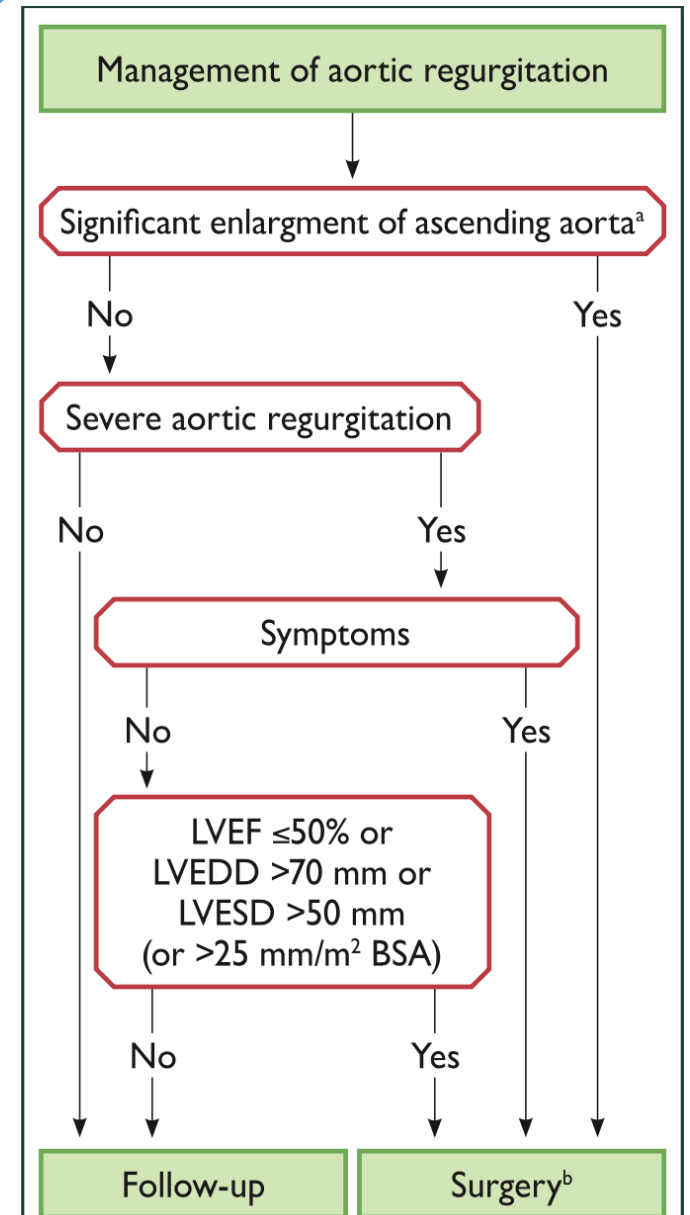 Management of aortic regurgitation
Significant enlargment of ascending aortaᵃ
No
Yes
Severe aortic regurgitation
No
Yes
Symptoms
No
Yes
LVEF ≤50% or
LVEDD >70 mm or
LVESD >50 mm
(or >25 mm/m² BSA)
No
Yes
Follow-up
Surgeryᵇ